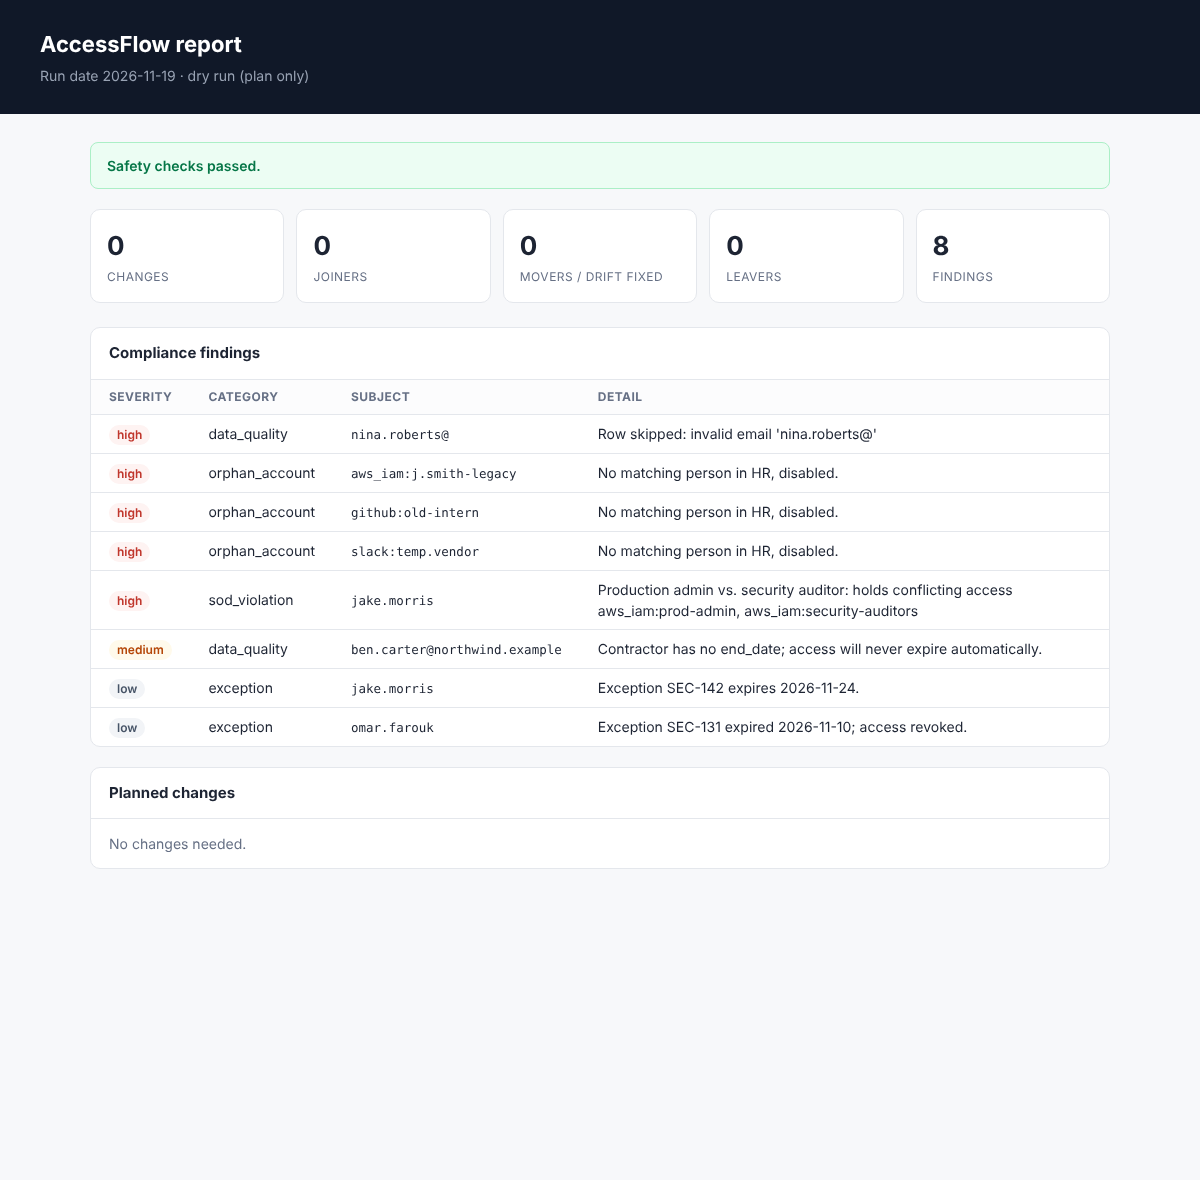 AccessFlow report
Run date 2026-11-19 · dry run (plan only)
Safety checks passed.
0
CHANGES
0
JOINERS
0
MOVERS / DRIFT FIXED
0
LEAVERS
8
FINDINGS
Compliance findings
SEVERITY CATEGORY SUBJECT DETAIL
high data_quality nina.roberts@ Row skipped: invalid email 'nina.roberts@'
high orphan_account aws_iam:j.smith-legacy No matching person in HR, disabled.
high orphan_account github:old-intern No matching person in HR, disabled.
high orphan_account slack:temp.vendor No matching person in HR, disabled.
high sod_violation jake.morris Production admin vs. security auditor: holds conflicting access
aws_iam:prod-admin, aws_iam:security-auditors
medium data_quality ben.carter@northwind.example Contractor has no end_date; access will never expire automatically.
low exception jake.morris Exception SEC-142 expires 2026-11-24.
low exception omar.farouk Exception SEC-131 expired 2026-11-10; access revoked.
Planned changes
No changes needed.